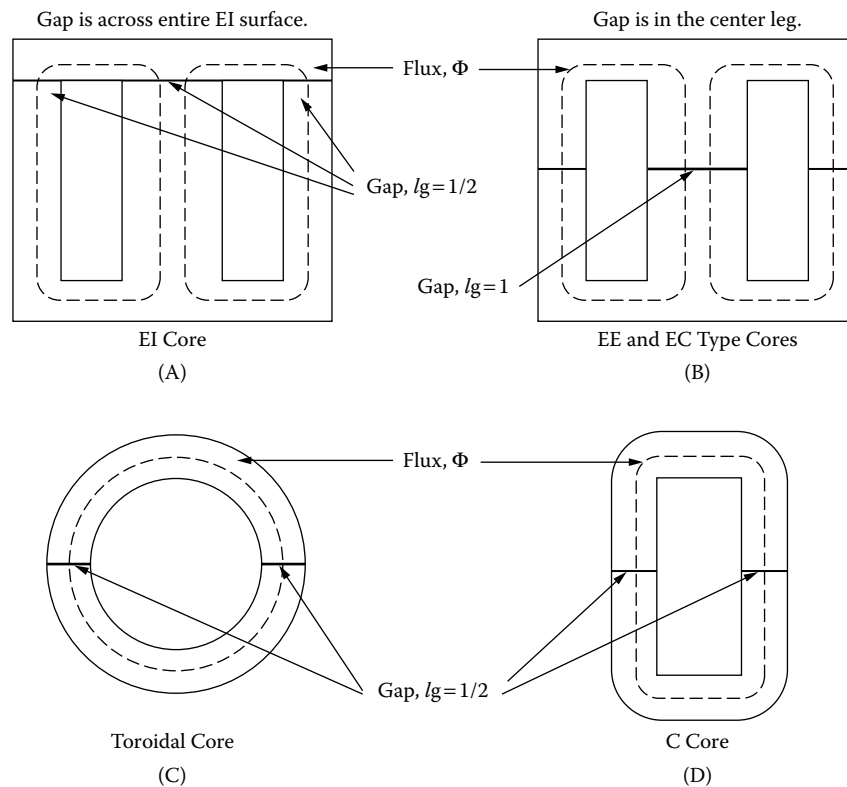 Gap is across entire EI surface.
Gap is in the center leg.
Flux, Φ
Gap, lg=1/2
Gap, lg=1
EI Core
(A)
EE and EC Type Cores
(B)
Flux, Φ
Gap, lg=1/2
Toroidal Core
(C)
C Core
(D)